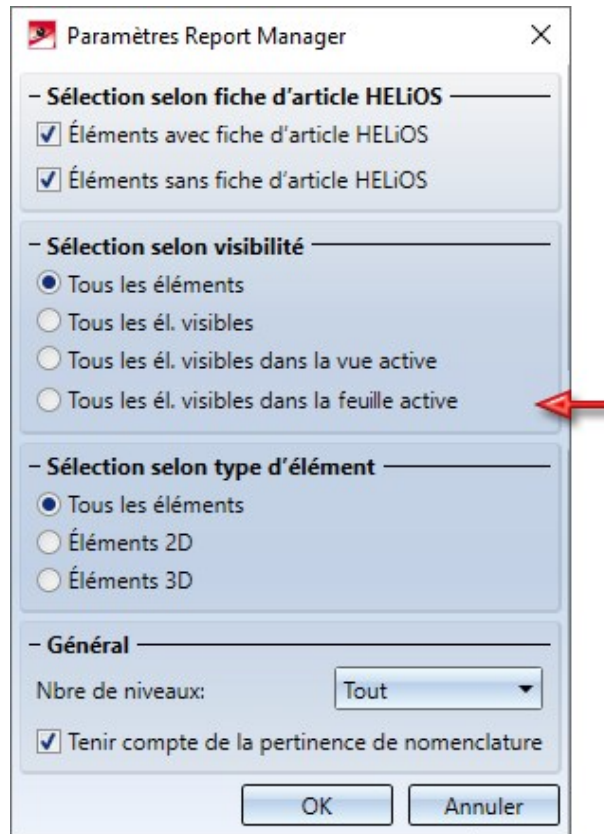 Paramètres Report Manager
Sélection selon fiche d'article HELiOS
Éléments avec fiche d'article HELiOS
Éléments sans fiche d'article HELiOS
Sélection selon visibilité
Tous les éléments
Tous les él. visibles
Tous les él. visibles dans la vue active
Tous les él. visibles dans la feuille active
Sélection selon type d'élément
Tous les éléments
Éléments 2D
Éléments 3D
Général
Nbre de niveaux: Tout
Tenir compte de la pertinence de nomenclature
OK Annuler